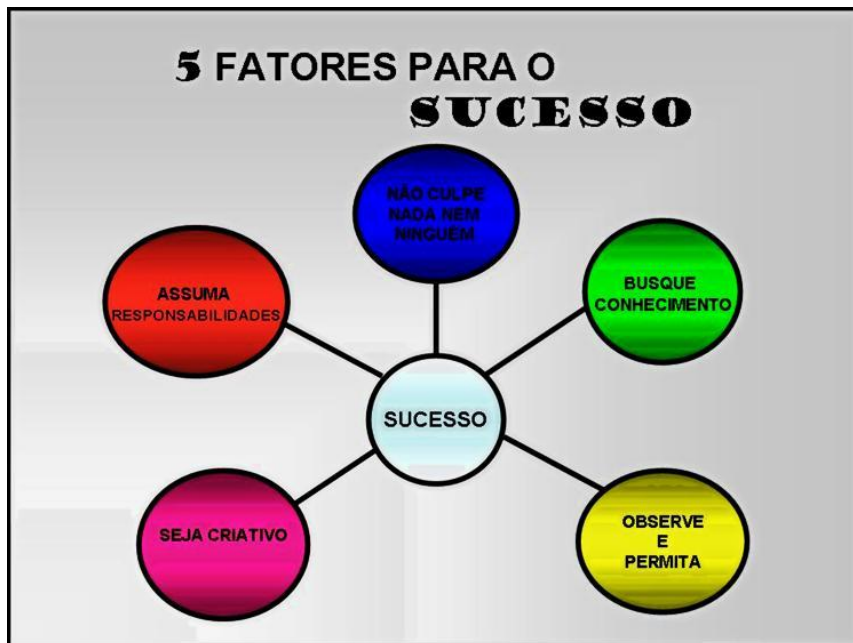 5 FATORES PARA O
SUCESSO
NÃO CULPE
NADA NEM
NINGUÉM
ASSUMA
RESPONSABILIDADES
BUSQUE
CONHECIMENTO
SUCESSO
SEJA CRIATIVO
OBSERVE
E
PERMITA